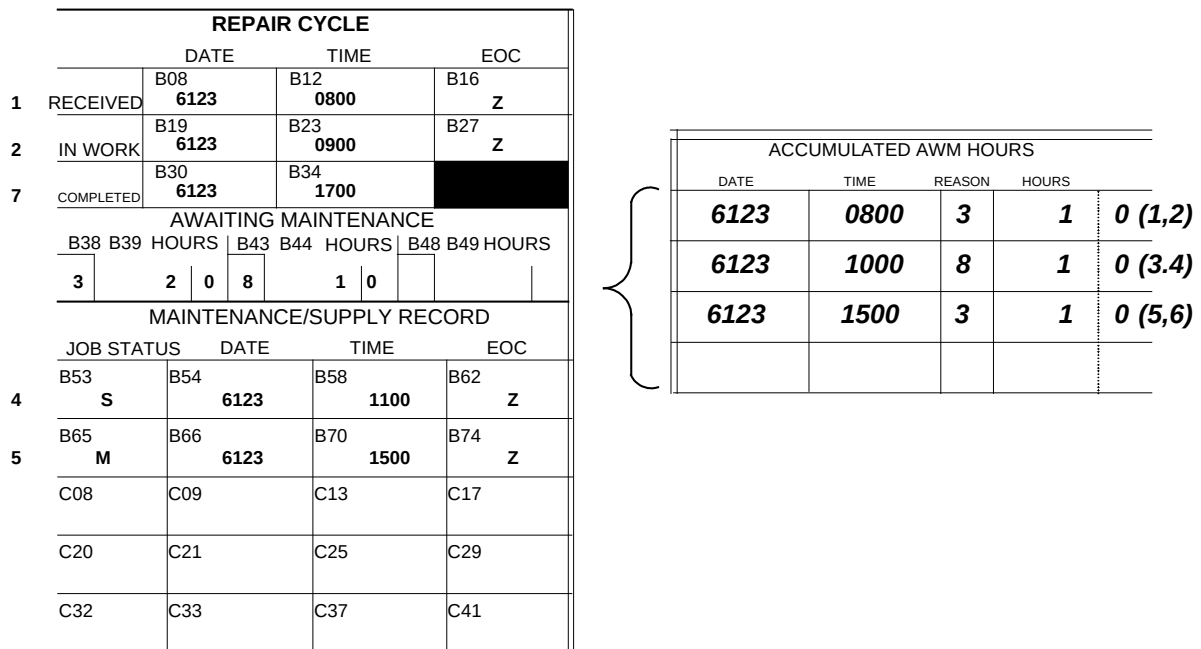 REPAIR CYCLE
DATE TIME EOC
B08 B12 B16
1 RECEIVED 6123 0800 Z
B19 B23 B27
2 IN WORK 6123 0900 Z
B30 B34
7 COMPLETED 6123 1700
AWAITING MAINTENANCE
B38 B39 HOURS B43 B44 HOURS B48 B49 HOURS
3 2 0 8 1 0
MAINTENANCE/SUPPLY RECORD
JOB STATUS DATE TIME EOC
B53 B54 B58 B62
4 S 6123 1100 Z
B65 B66 B70 B74
5 M 6123 1500 Z
C08 C09 C13 C17
C20 C21 C25 C29
C32 C33 C37 C41
ACCUMULATED AWM HOURS
DATE TIME REASON HOURS
6123 0800 3 1 0 (1,2)
6123 1000 8 1 0 (3.4)
6123 1500 3 1 0 (5,6)